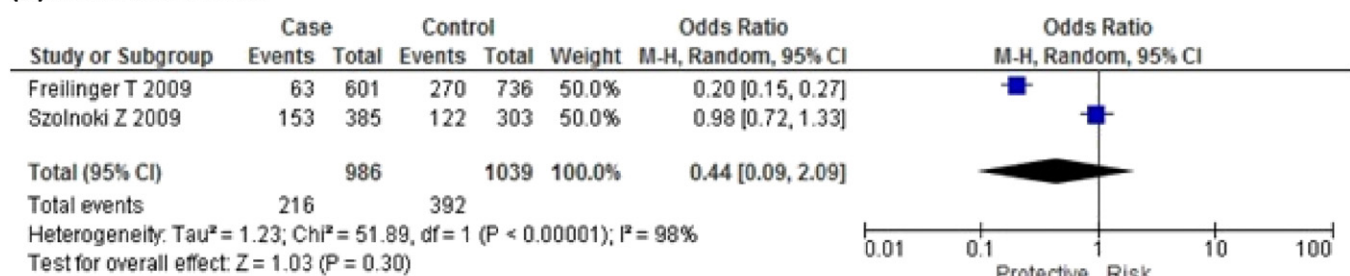 Case Control Odds Ratio Odds Ratio
Study or Subgroup Events Total Events Total Weight M-H, Random, 95% CI M-H, Random, 95% CI
Freilinger T 2009 63 601 270 736 50.0% 0.20 [0.15, 0.27]
Szolnoki Z 2009 153 385 122 303 50.0% 0.98 [0.72, 1.33]
Total (95% CI) 986 1039 100.0% 0.44 [0.09, 2.09]
Total events 216 392
Heterogeneity: Tau² = 1.23; Chi² = 51.89, df = 1 (P < 0.00001); I² = 98%
Test for overall effect: Z = 1.03 (P = 0.30)
0.01 0.1 1 10 100
Protective Risk